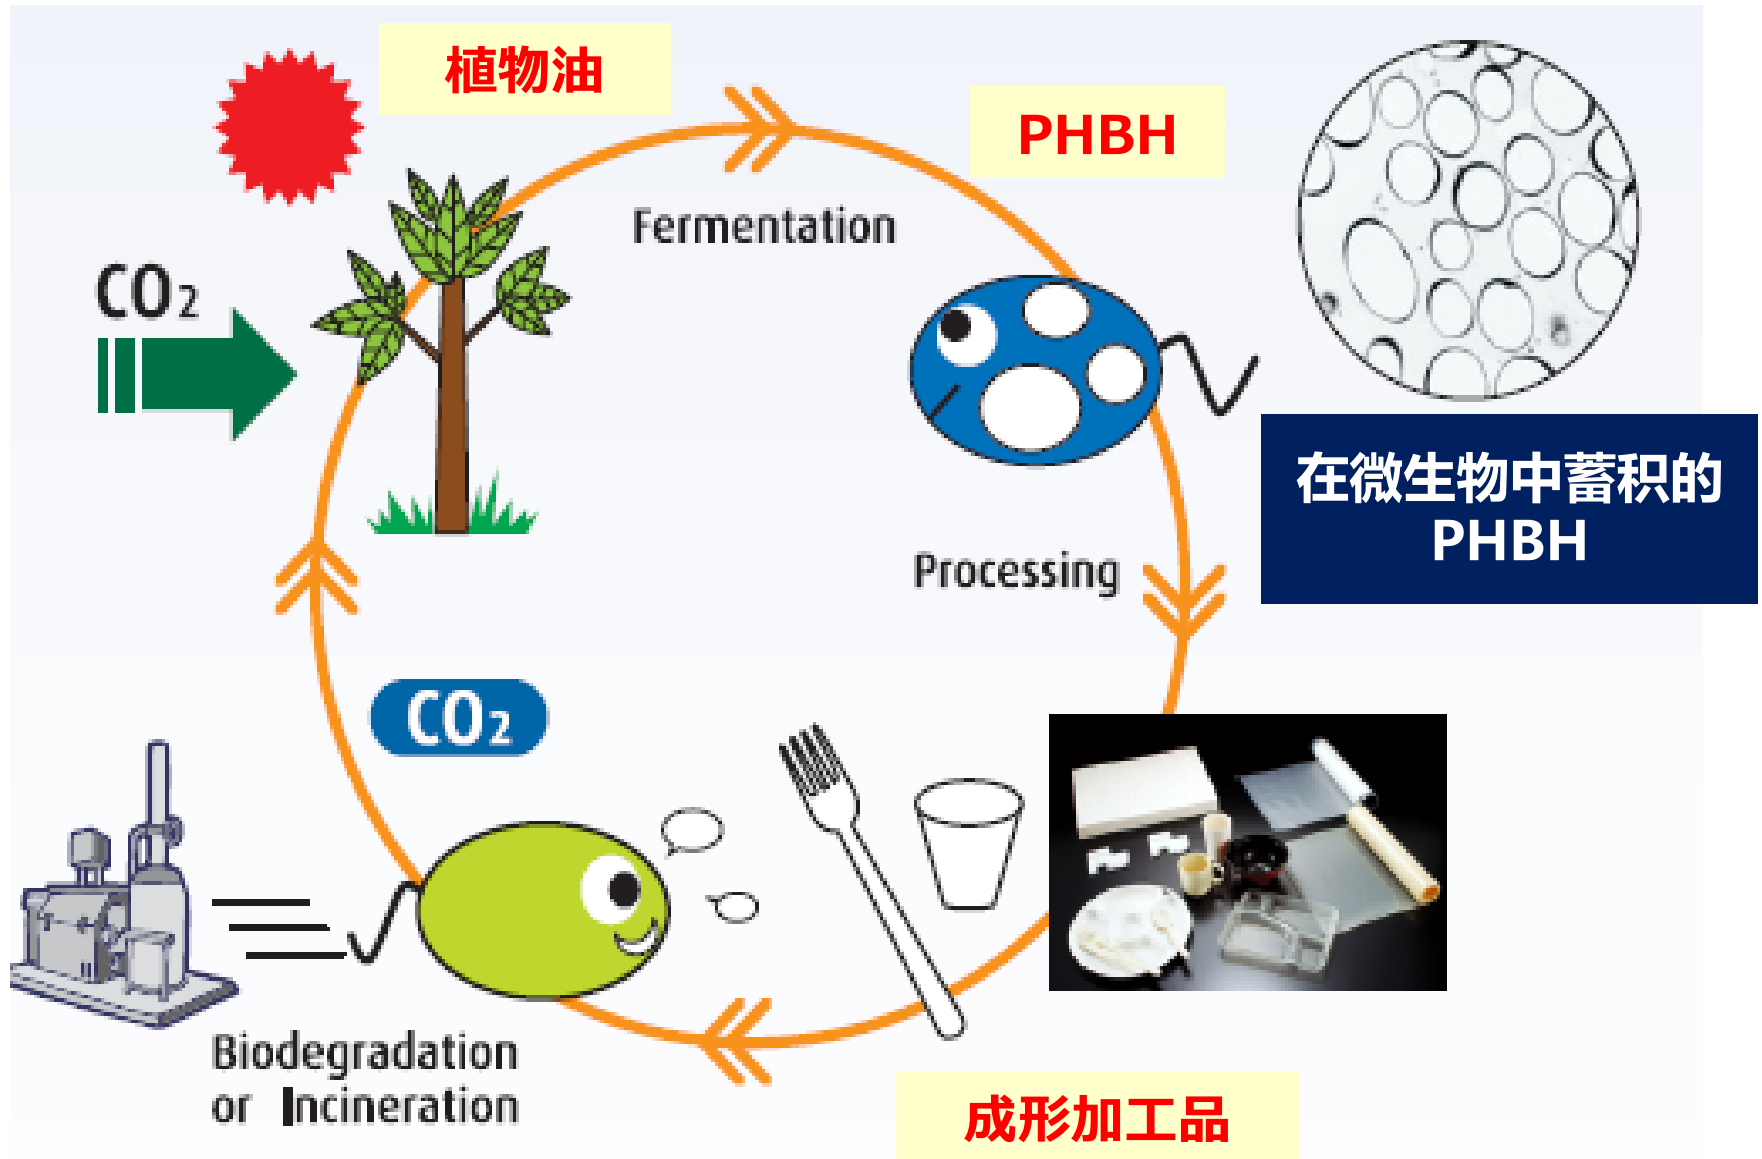 植物油
PHBH
Fermentation
CO₂
在微生物中蓄积的
PHBH
Processing
CO₂
Biodegradation
or Incineration
成形加工品